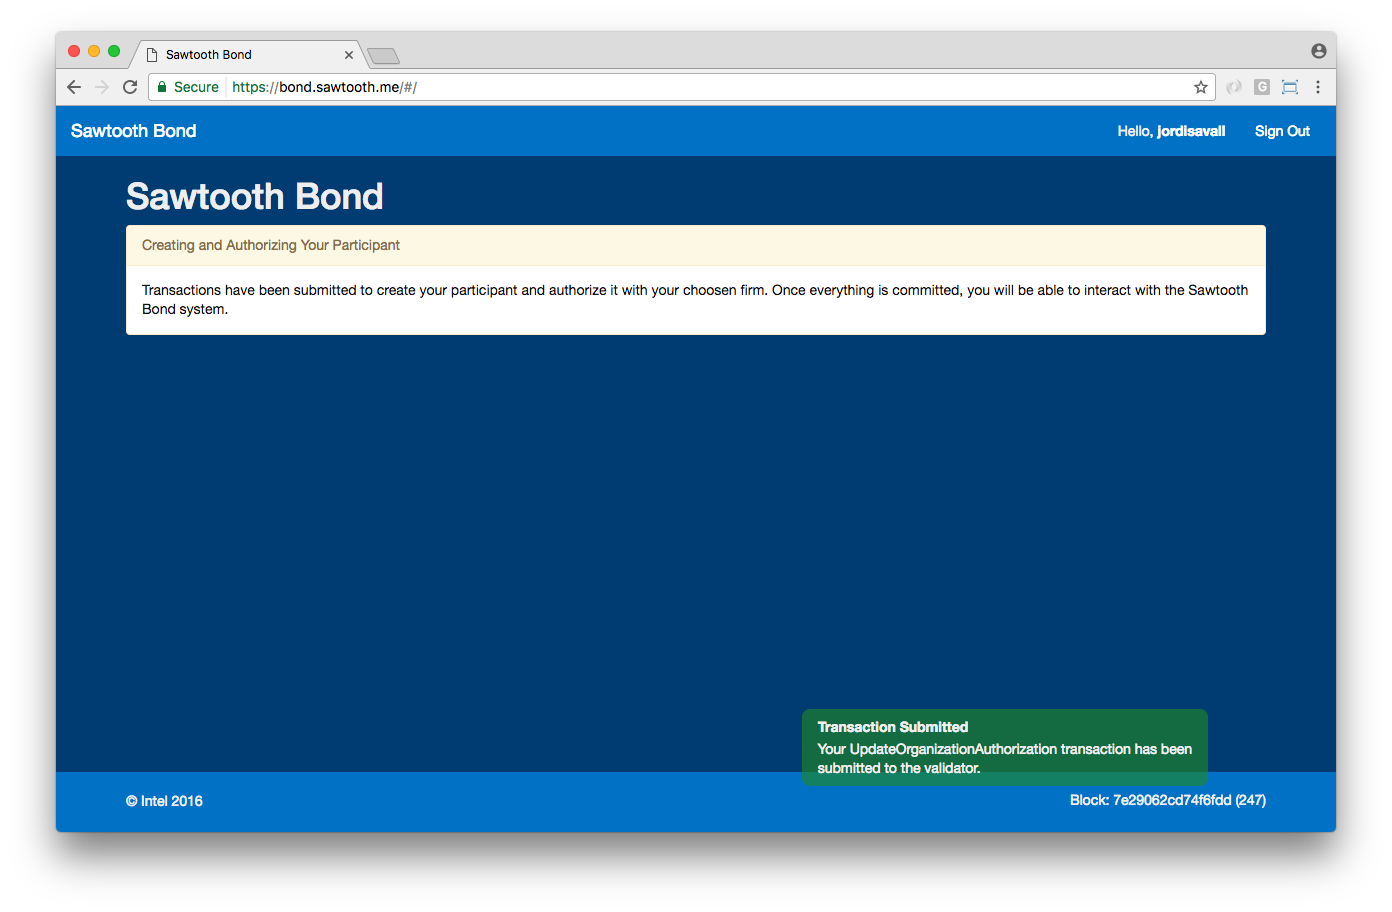 Sawtooth Bond
Secure https://bond.sawtooth.me/#/
G
Sawtooth Bond
Hello, jordisavall Sign Out
Sawtooth Bond
Creating and Authorizing Your Participant
Transactions have been submitted to create your participant and authorize it with your choosen firm. Once everything is committed, you will be able to interact with the Sawtooth
Bond system.
Transaction Submitted
Your UpdateOrganizationAuthorization transaction has been
submitted to the validator.
© Intel 2016
Block: 7e29062cd74f6fdd (247)